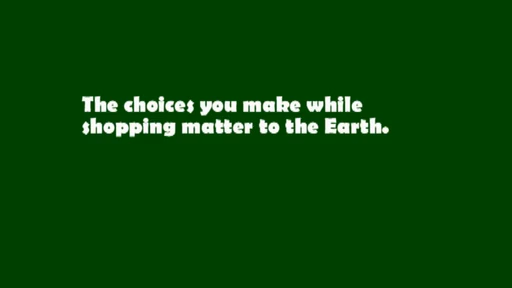 The choices you make while
shopping matter to the Earth.